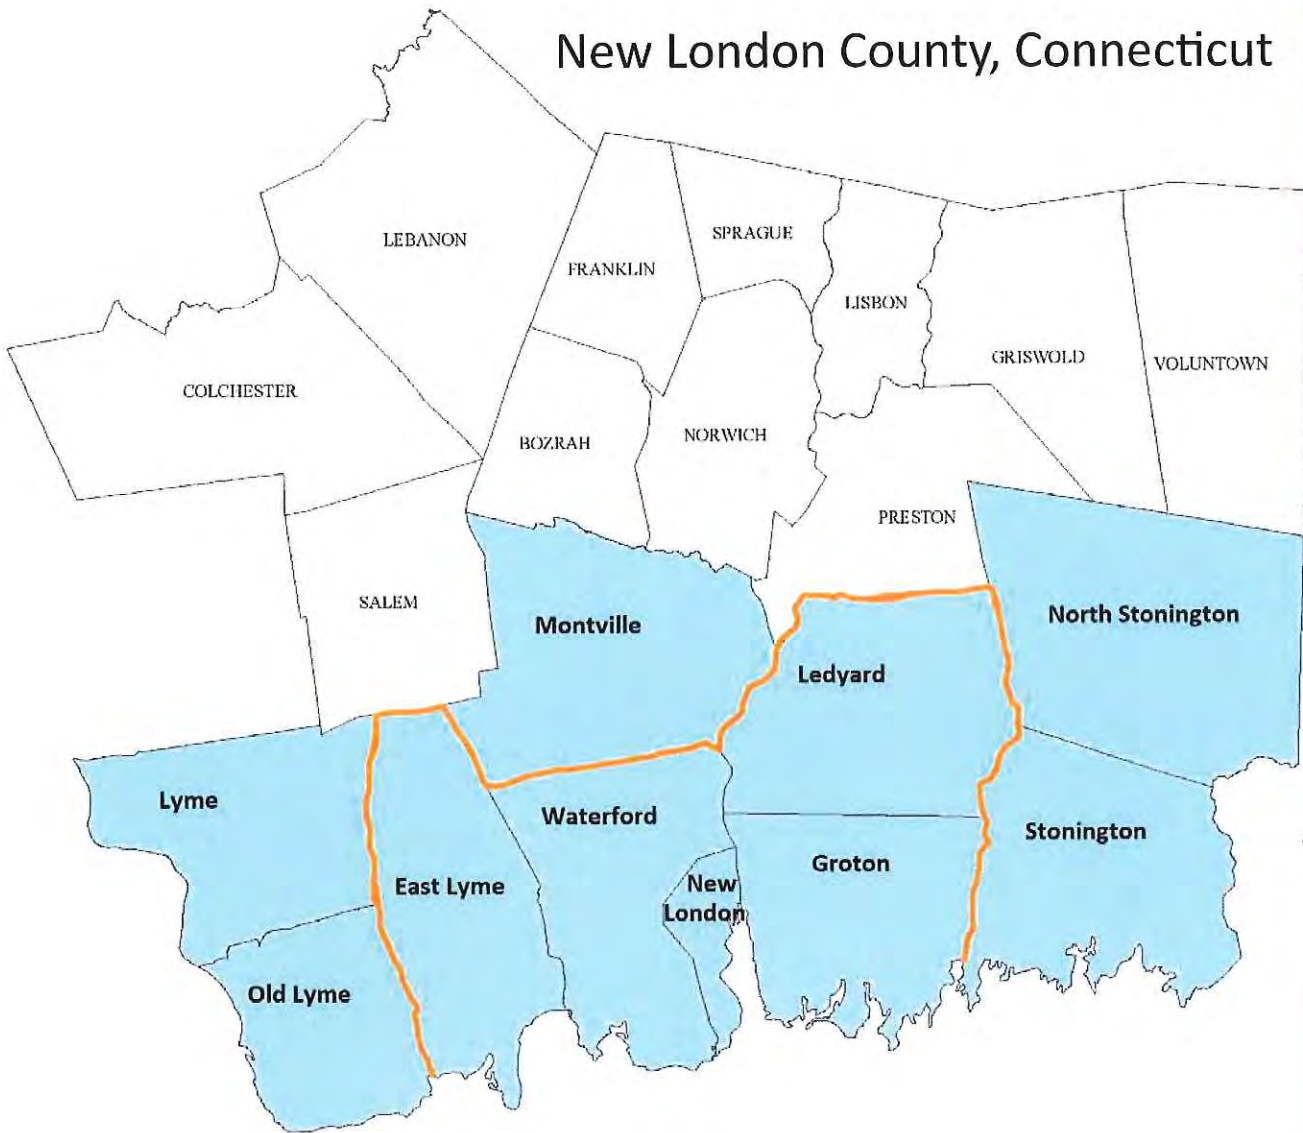 New London County, Connecticut
LEBANON
SPRAGUE
FRANKLIN
LISBON
GRISWOLD
VOLUNTOWN
COLCHESTER
BOZRAH
NORWICH
PRESTON
SALEM
Montville
North Stonington
Ledyard
Lyme
Waterford
Stonington
Groton
East Lyme
New
London
Old Lyme